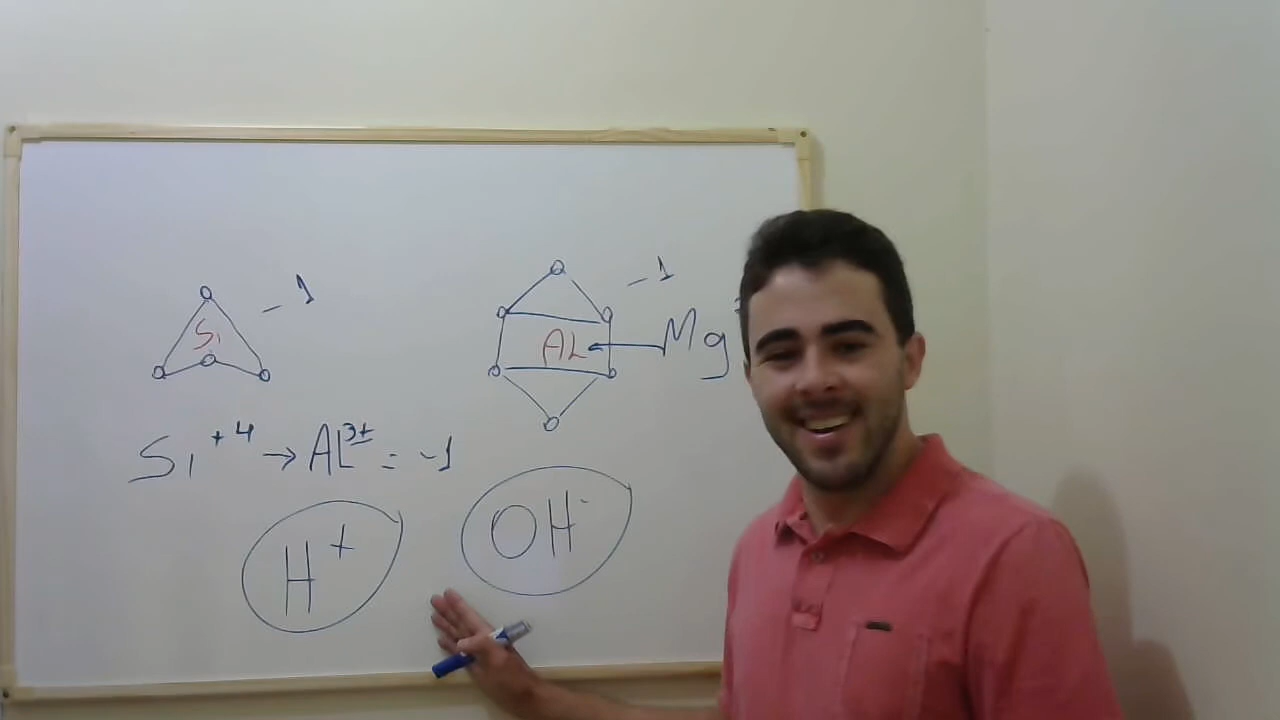 Si -1
AL -1
Mg
Si +4 → AL3+ = -1
H+
OH-